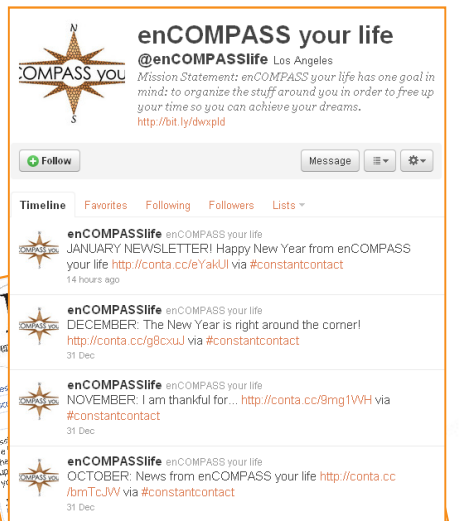 enCOMPASS your life
@enCOMPASSlife Los Angeles
Mission Statement: enCOMPASS your life has one goal in
mind: to organize the stuff around you in order to free up
your time so you can achieve your dreams.
http://bit.ly/dwxpld
N
COMPASS you
S
Follow
Message
Timeline Favorites Following Followers Lists
enCOMPASSlife enCOMPASS your life
JANUARY NEWSLETTER! Happy New Year from enCOMPASS
your life http://conta.cc/eYakUI via #constantcontact
14 hours ago
enCOMPASSlife enCOMPASS your life
DECEMBER: The New Year is right around the corner!
http://conta.cc/g8cxuJ via #constantcontact
31 Dec
enCOMPASSlife enCOMPASS your life
NOVEMBER: I am thankful for... http://conta.cc/9mg1WH via
#constantcontact
31 Dec
enCOMPASSlife enCOMPASS your life
OCTOBER: News from enCOMPASS your life http://conta.cc
/bmTcJW via #constantcontact
31 Dec